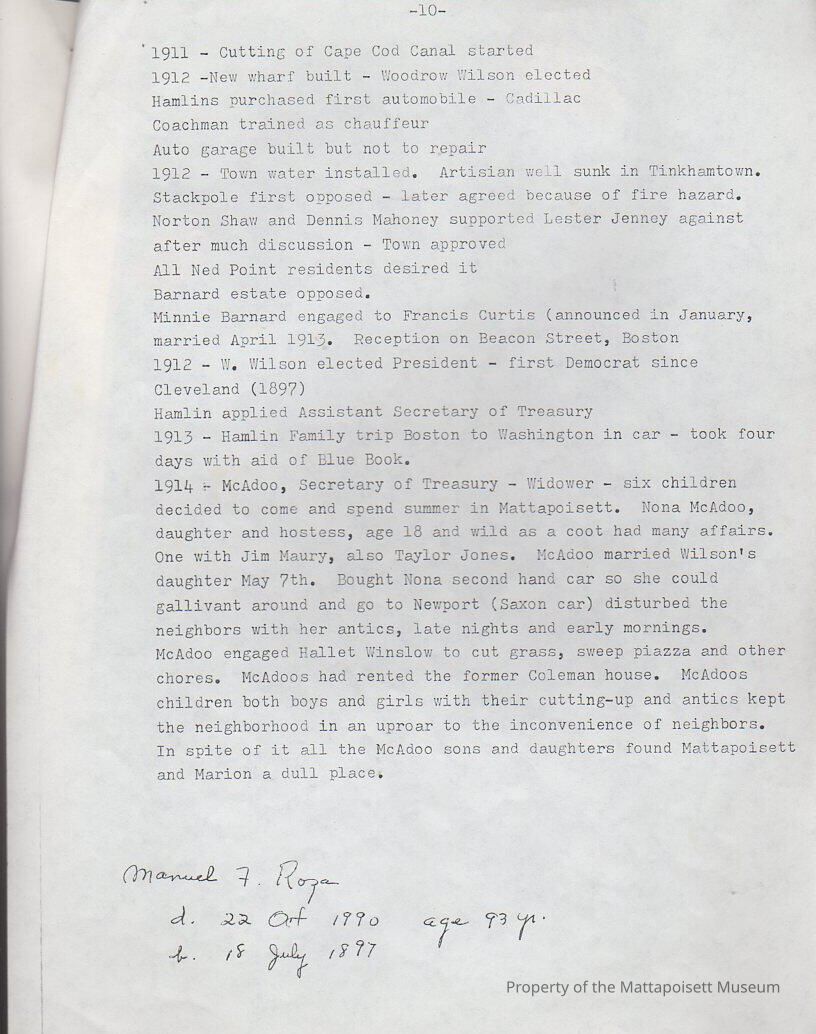 -10-
1911 - Cutting of Cape Cod Canal started
1912 -New wharf built - Woodrow Wilson elected
Hamlins purchased first automobile - Cadillac
Coachman trained as chauffeur
Auto garage built but not to repair
1912 - Town water installed.  Artisian well sunk in Tinkhamtown.
Stackpole first opposed - later agreed because of fire hazard.
Norton Shaw and Dennis Mahoney supported Lester Jenney against
after much discussion - Town approved
All Ned Point residents desired it
Barnard estate opposed.
Minnie Barnard engaged to Francis Curtis (announced in January,
married April 1913.  Reception on Beacon Street, Boston
1912 - W. Wilson elected President - first Democrat since
Cleveland (1897)
Hamlin applied Assistant Secretary of Treasury
1913 - Hamlin Family trip Boston to Washington in car - took four
days with aid of Blue Book.
1914 - McAdoo, Secretary of Treasury - Widower - six children
decided to come and spend summer in Mattapoisett.  Nona McAdoo,
daughter and hostess, age 18 and wild as a coot had many affairs.
One with Jim Maury, also Taylor Jones.  McAdoo married Wilson's
daughter May 7th.  Bought Nona second hand car so she could
gallivant around and go to Newport (Saxon car) disturbed the
neighbors with her antics, late nights and early mornings.
McAdoo engaged Hallet Winslow to cut grass, sweep piazza and other
chores.  McAdoos had rented the former Coleman house.  McAdoos
children both boys and girls with their cutting-up and antics kept
the neighborhood in an uproar to the inconvenience of neighbors.
In spite of it all the McAdoo sons and daughters found Mattapoisett
and Marion a dull place.
Manuel F. Roza
d. 22 Oct 1990 age 93 yr.
b. 18 July 1897
Property of the Mattapoisett Museum